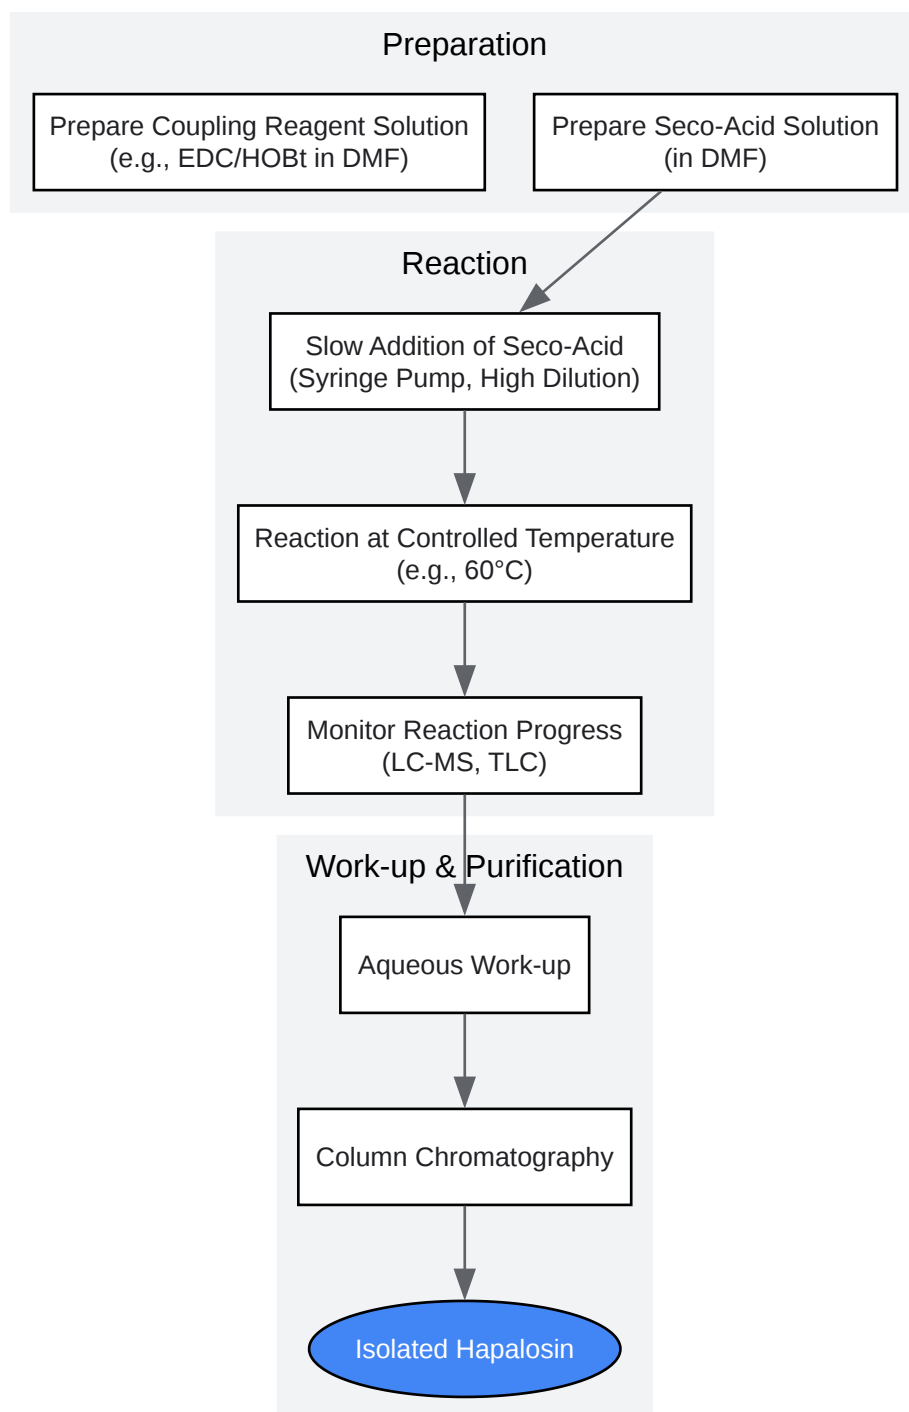 Preparation
Prepare Coupling Reagent Solution
(e.g., EDC/HOBt in DMF)
Prepare Seco-Acid Solution
(in DMF)
Reaction
Slow Addition of Seco-Acid
(Syringe Pump, High Dilution)
Reaction at Controlled Temperature
(e.g., 60°C)
Monitor Reaction Progress
(LC-MS, TLC)
Work-up & Purification
Aqueous Work-up
Column Chromatography
Isolated Hapalosin